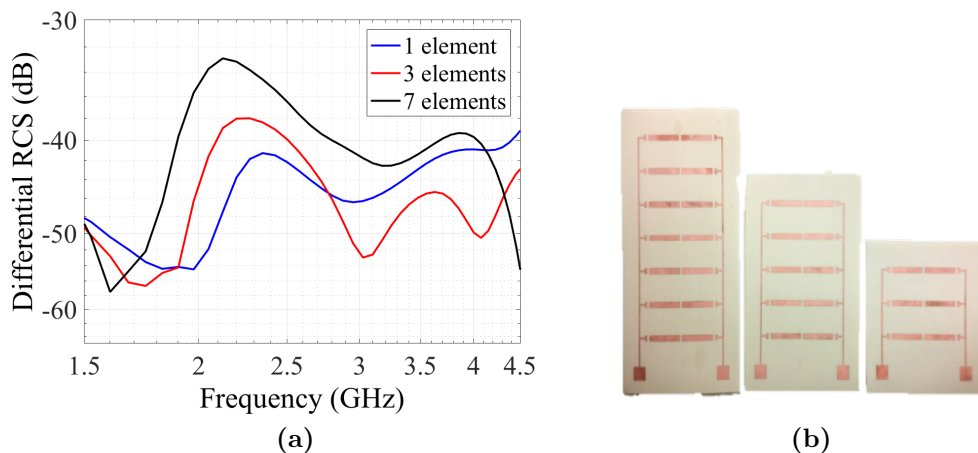 -30
-40
-50
-60
Differential RCS (dB)
1 element
3 elements
7 elements
1.5 2 2.5 3 3.5 4 4.5
Frequency (GHz)
(a)
(b)